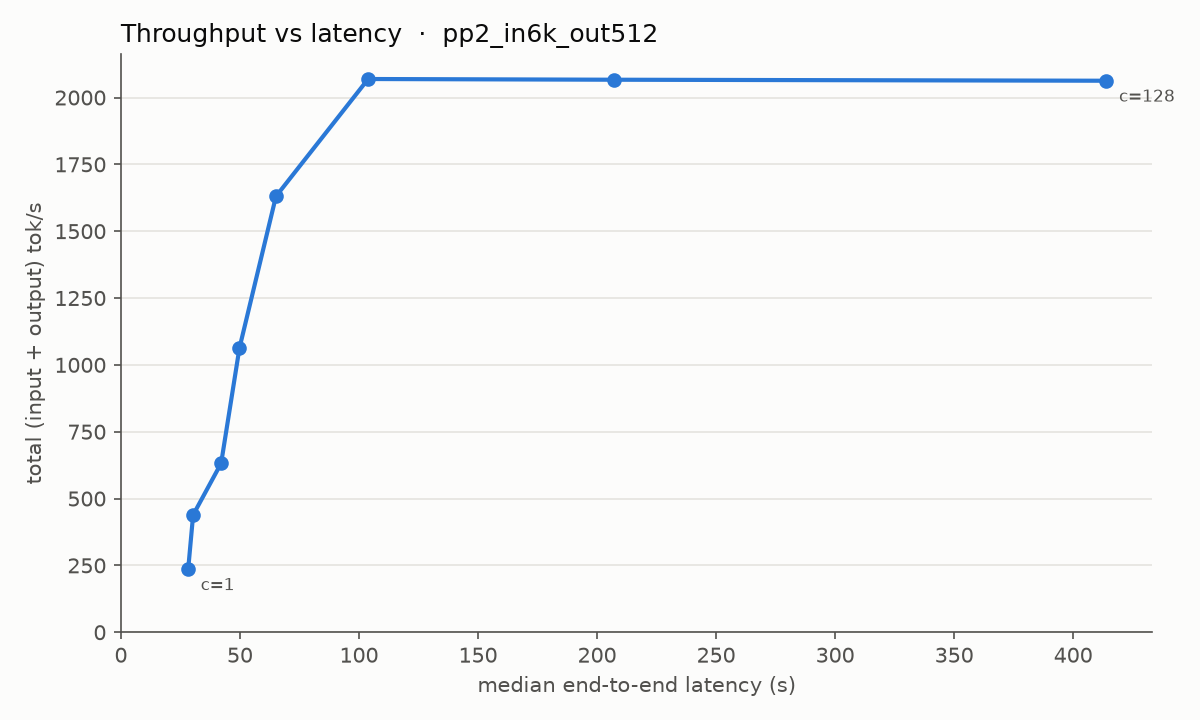 Throughput vs latency · pp2_in6k_out512
total (input + output) tok/s
2000
1750
1500
1250
1000
750
500
250
0
c=128
c=1
0 50 100 150 200 250 300 350 400
median end-to-end latency (s)